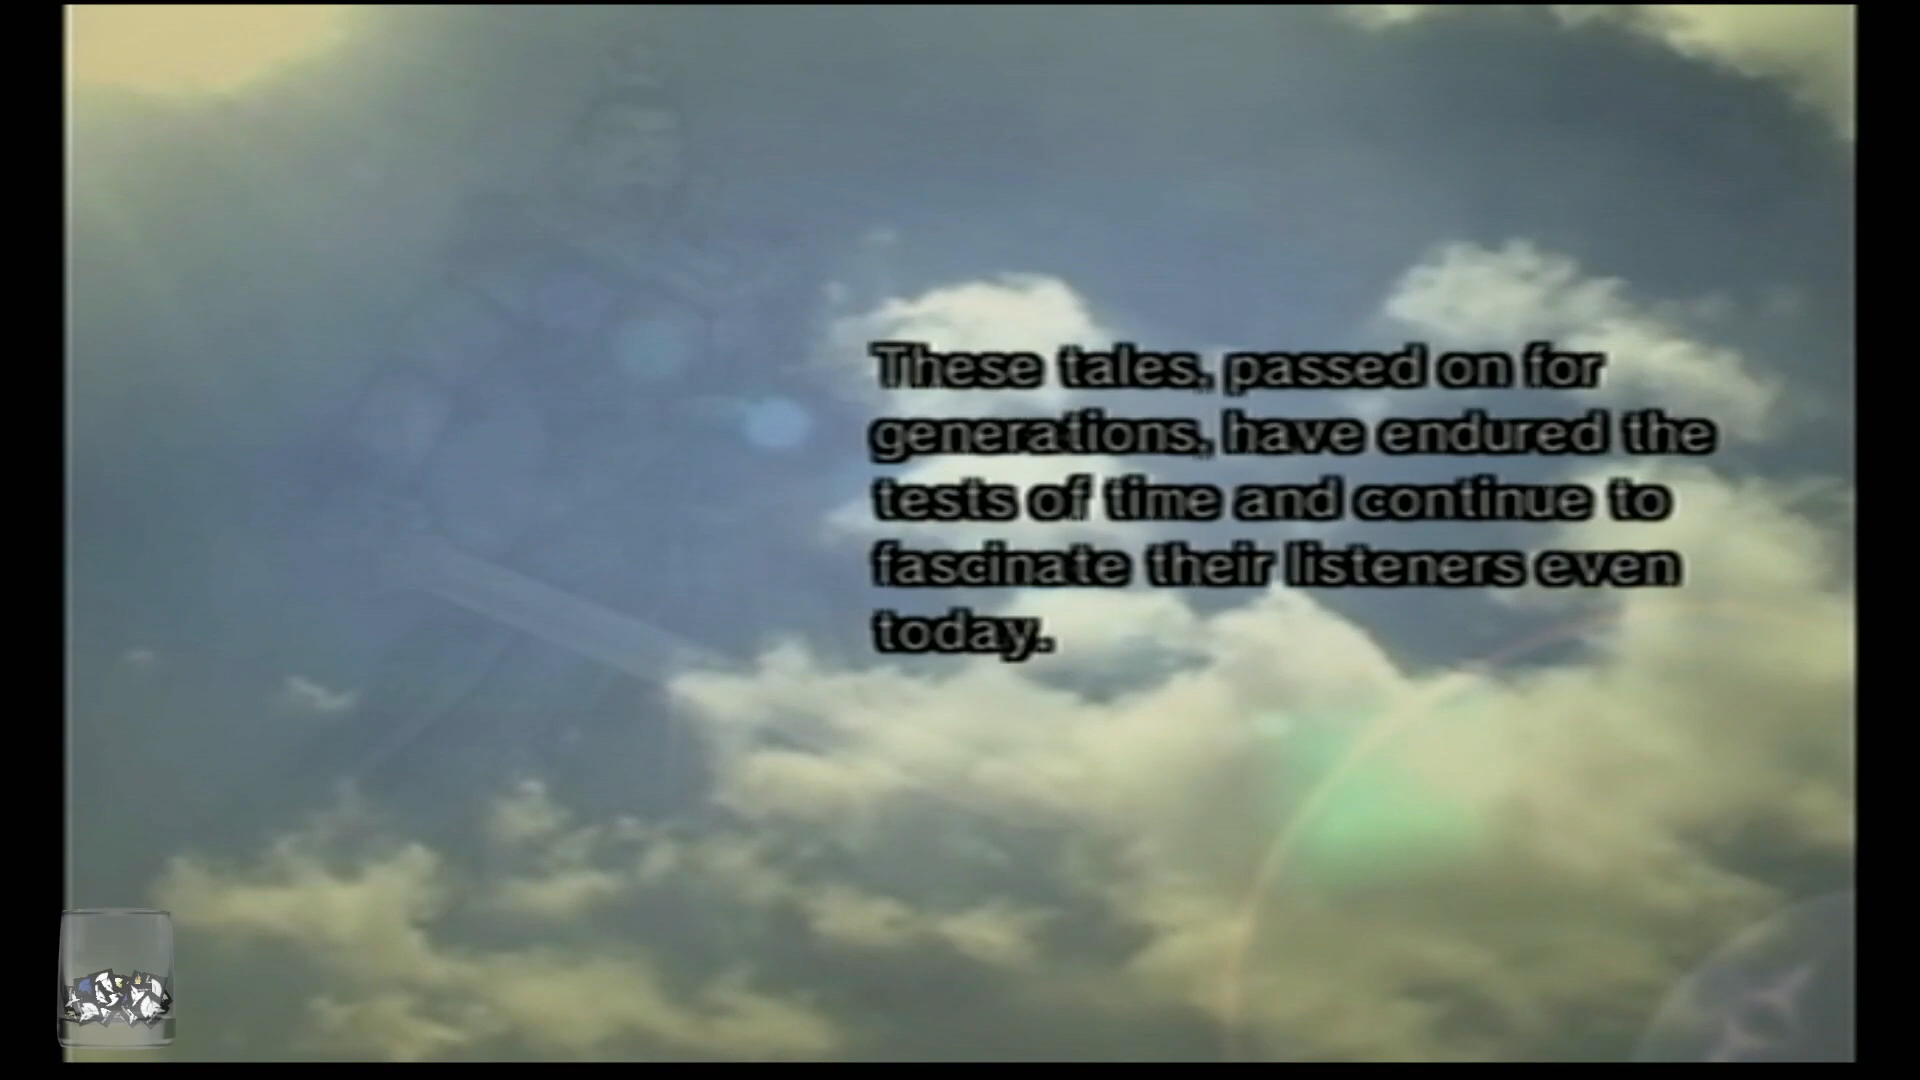 These tales, passed on for
generations, have endured the
tests of time and continue to
fascinate their listeners even
today.